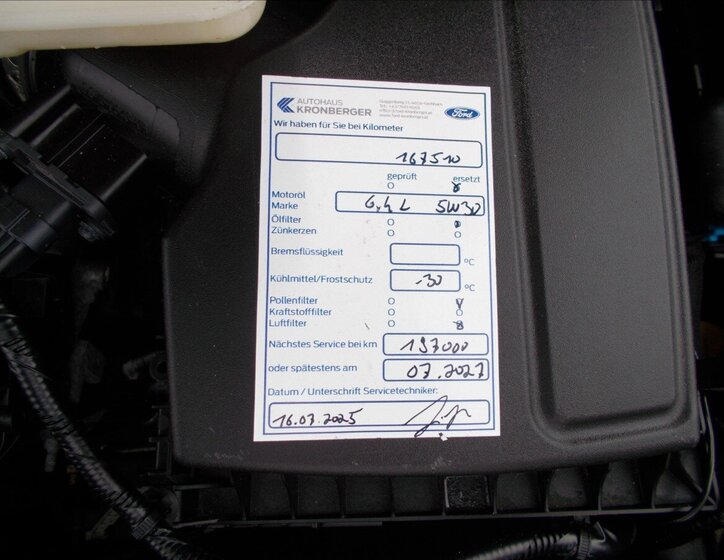 AUTOHAUS
KRONBERGER
Ford
Wir haben für Sie bei Kilometer
167510
geprüft ersetzt
Motoröl
Marke 6,4 L 5W30
Ölfilter
Zünkerzen
Bremsflüssigkeit °C
Kühlmittel/Frostschutz -30 °C
Pollenfilter
Kraftstofffilter
Luftfilter
Nächstes Service bei km 197000
oder spätestens am 07.2027
Datum / Unterschrift Servicetechniker:
16.07.2025